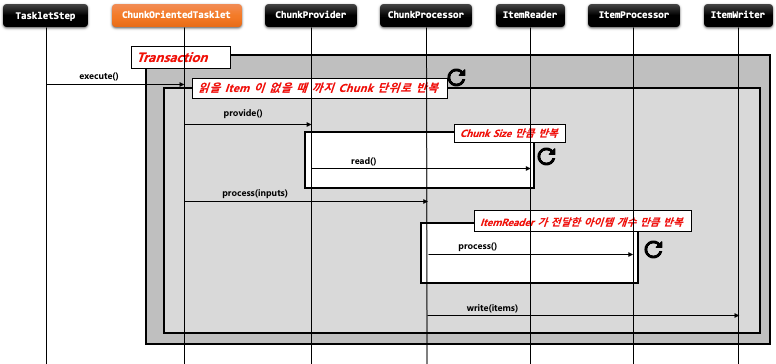 TaskletStep
ChunkOrientedTasklet
ChunkProvider
ChunkProcessor
ItemReader
ItemProcessor
ItemWriter
Transaction
execute()
읽을 Item 이 없을 때 까지 Chunk 단위로 반복
provide()
Chunk Size 만큼 반복
read()
process(inputs)
ItemReader 가 전달한 아이템 개수 만큼 반복
process()
write(items)